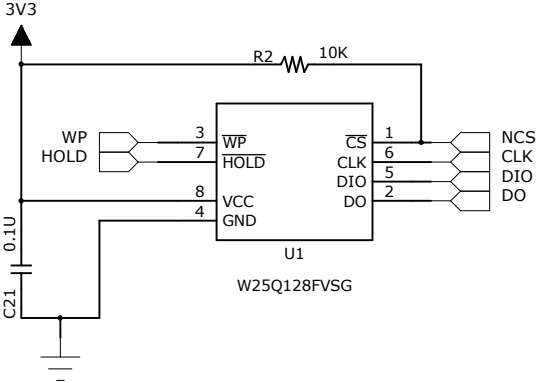 3V3
R2 10K
WP 3 WP CS 1 NCS
HOLD 7 HOLD CLK 6 CLK
DIO 5 DIO
8 VCC DO 2 DO
4 GND
0.1U
U1
C21
W25Q128FVSG